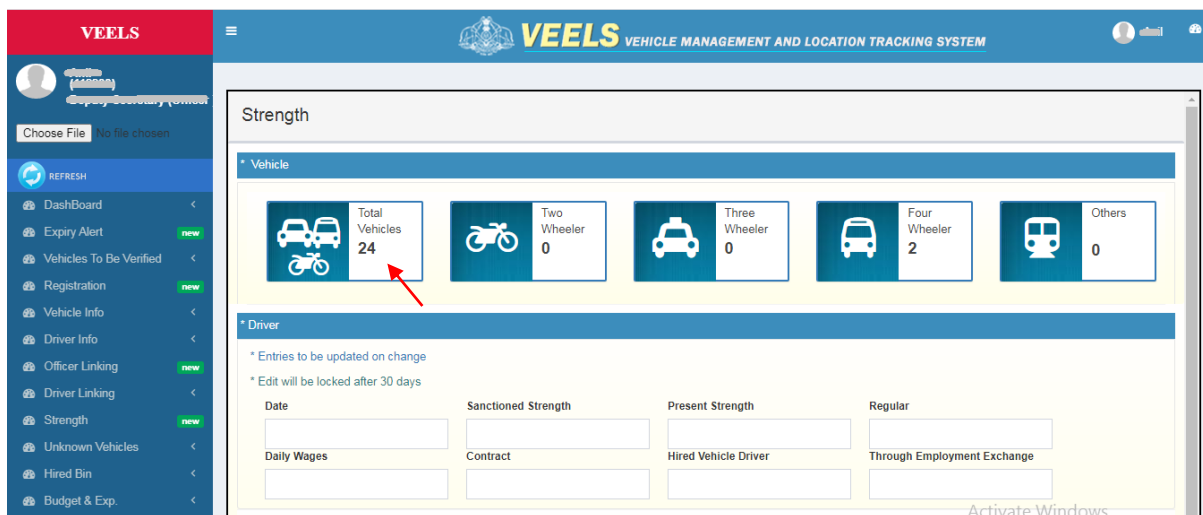 VEELS
VEELS VEHICLE MANAGEMENT AND LOCATION TRACKING SYSTEM
Choose File No file chosen
REFRESH
DashBoard
Expiry Alert new
Vehicles To Be Verified
Registration new
Vehicle Info
Driver Info
Officer Linking new
Driver Linking
Strength new
Unknown Vehicles
Hired Bin
Budget & Exp.
Strength
* Vehicle
Total Vehicles 24
Two Wheeler 0
Three Wheeler 0
Four Wheeler 2
Others 0
* Driver
* Entries to be updated on change
* Edit will be locked after 30 days
Date Sanctioned Strength Present Strength Regular
Daily Wages Contract Hired Vehicle Driver Through Employment Exchange
Activate Windows